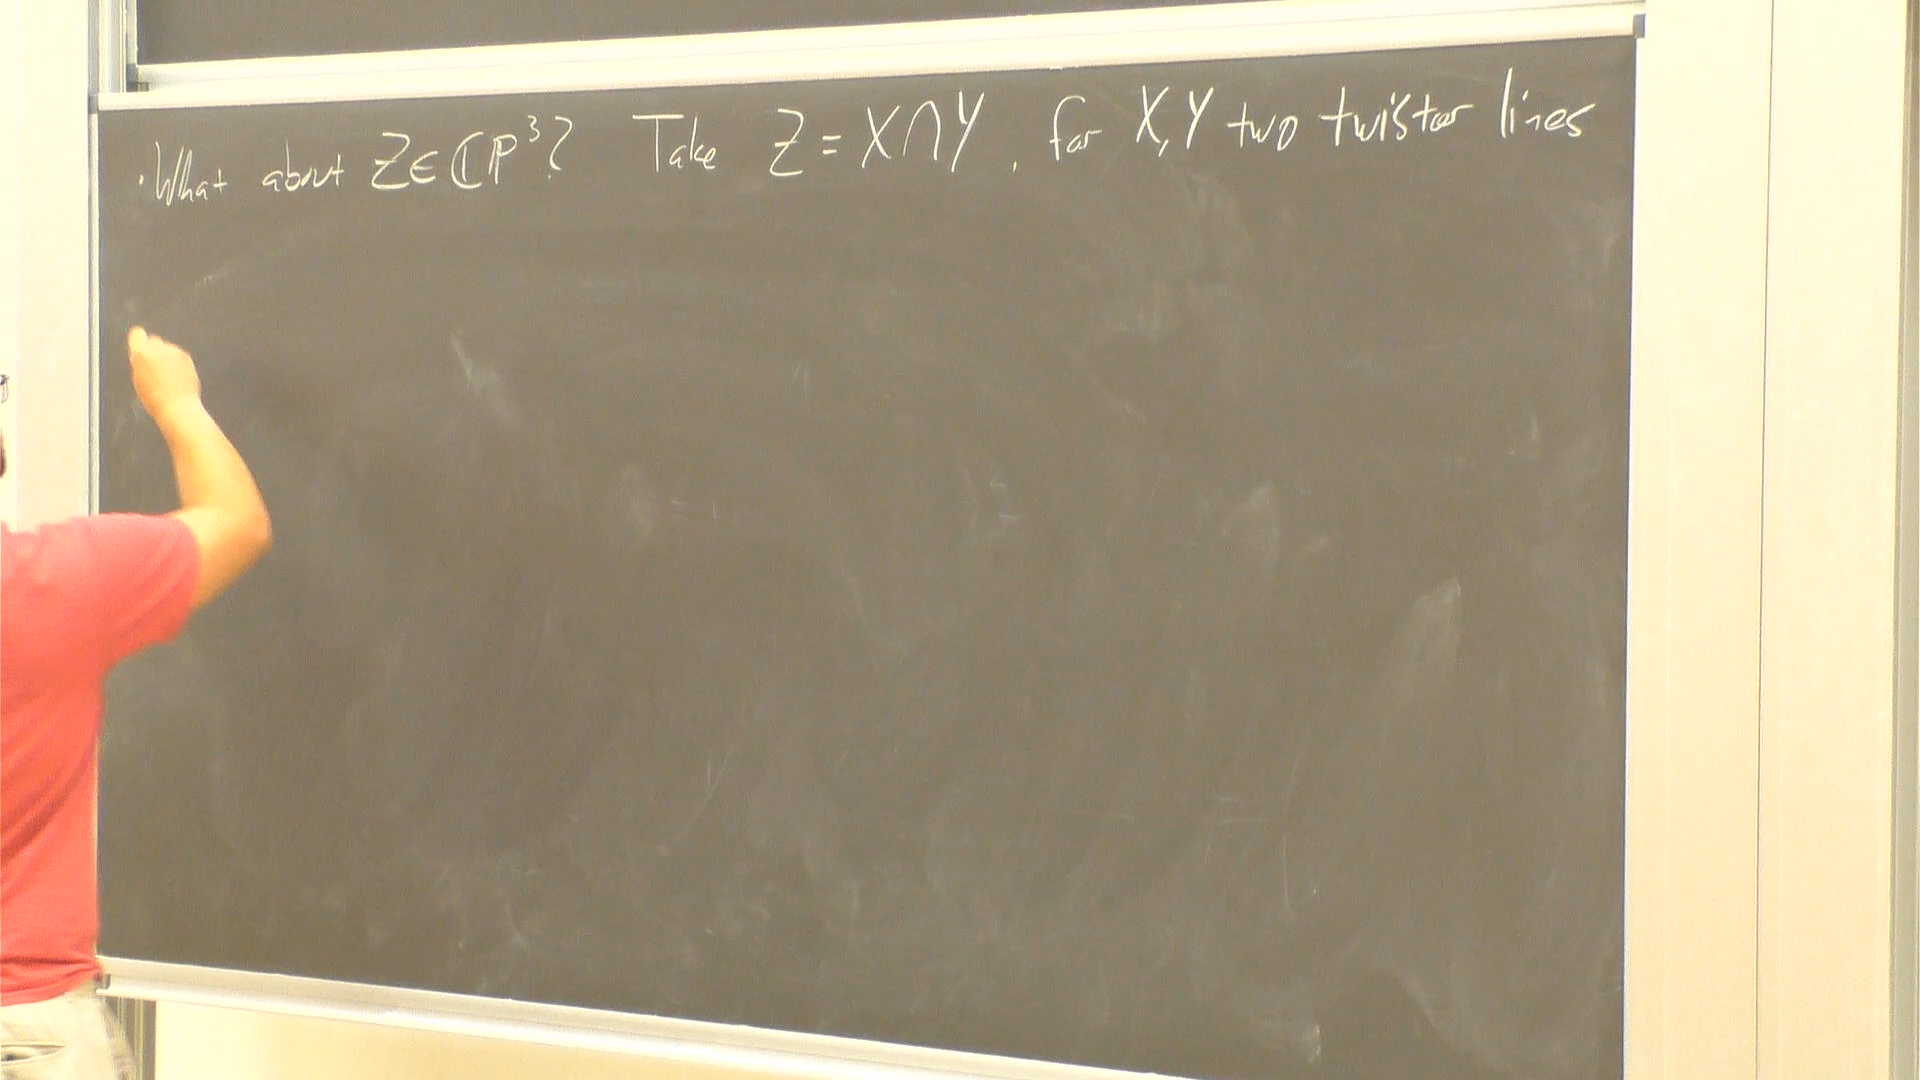 · What about Z∈ℂℙ³? Take Z = X∩Y, for X,Y two twistor lines